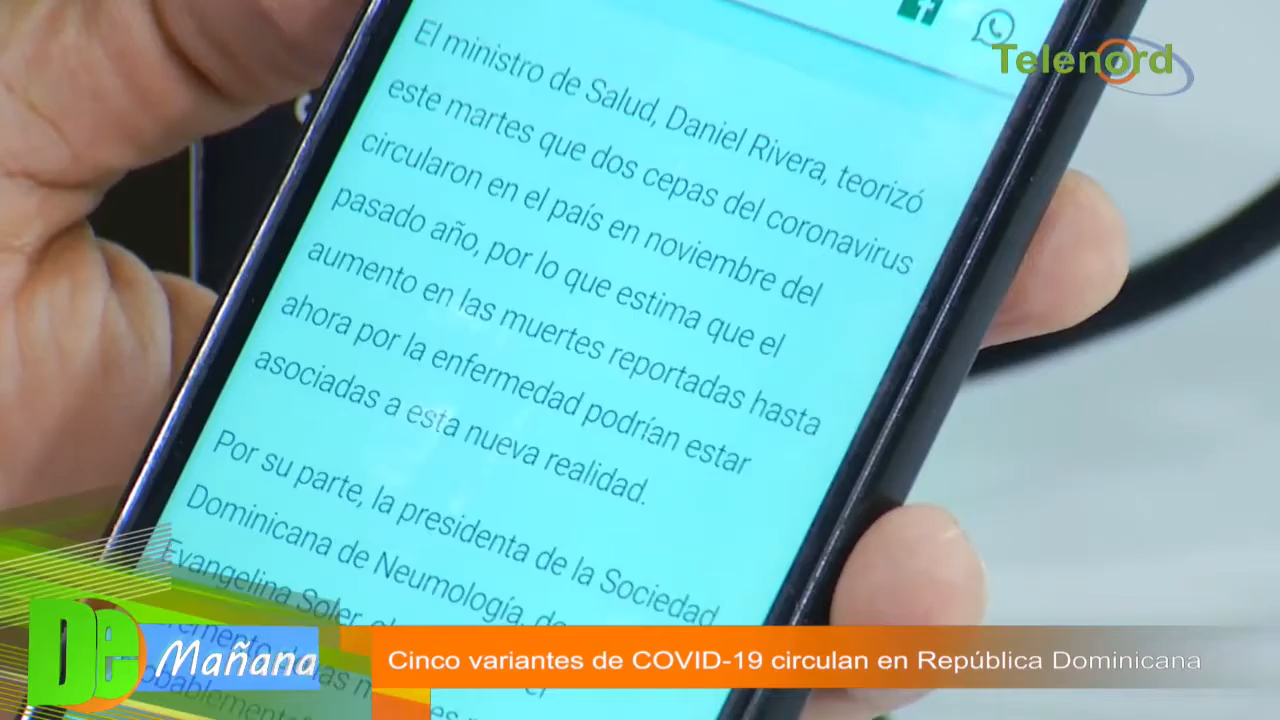 Telenord
El ministro de Salud, Daniel Rivera, teorizó
este martes que dos cepas del coronavirus
circularon en el país en noviembre del
pasado año, por lo que estima que el
aumento en las muertes reportadas hasta
ahora por la enfermedad podrían estar
asociadas a esta nueva realidad.
Por su parte, la presidenta de la Sociedad
Dominicana de Neumología,
Evangelina Soler,
De Mañana
Cinco variantes de COVID-19 circulan en República Dominicana